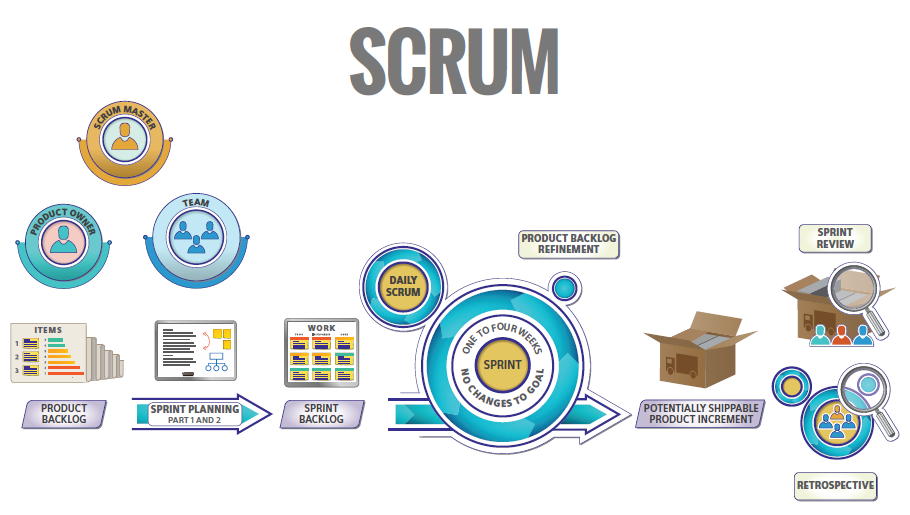 SCRUM
SCRUM MASTER
PRODUCT OWNER
TEAM
ITEMS
1
2
3
WORK
DAILY
SCRUM
ONE TO FOUR WEEKS
SPRINT
NO CHANGES TO GOAL
PRODUCT BACKLOG
REFINEMENT
SPRINT
REVIEW
PRODUCT
BACKLOG
SPRINT PLANNING
PART 1 AND 2
SPRINT
BACKLOG
POTENTIALLY SHIPPABLE
PRODUCT INCREMENT
RETROSPECTIVE